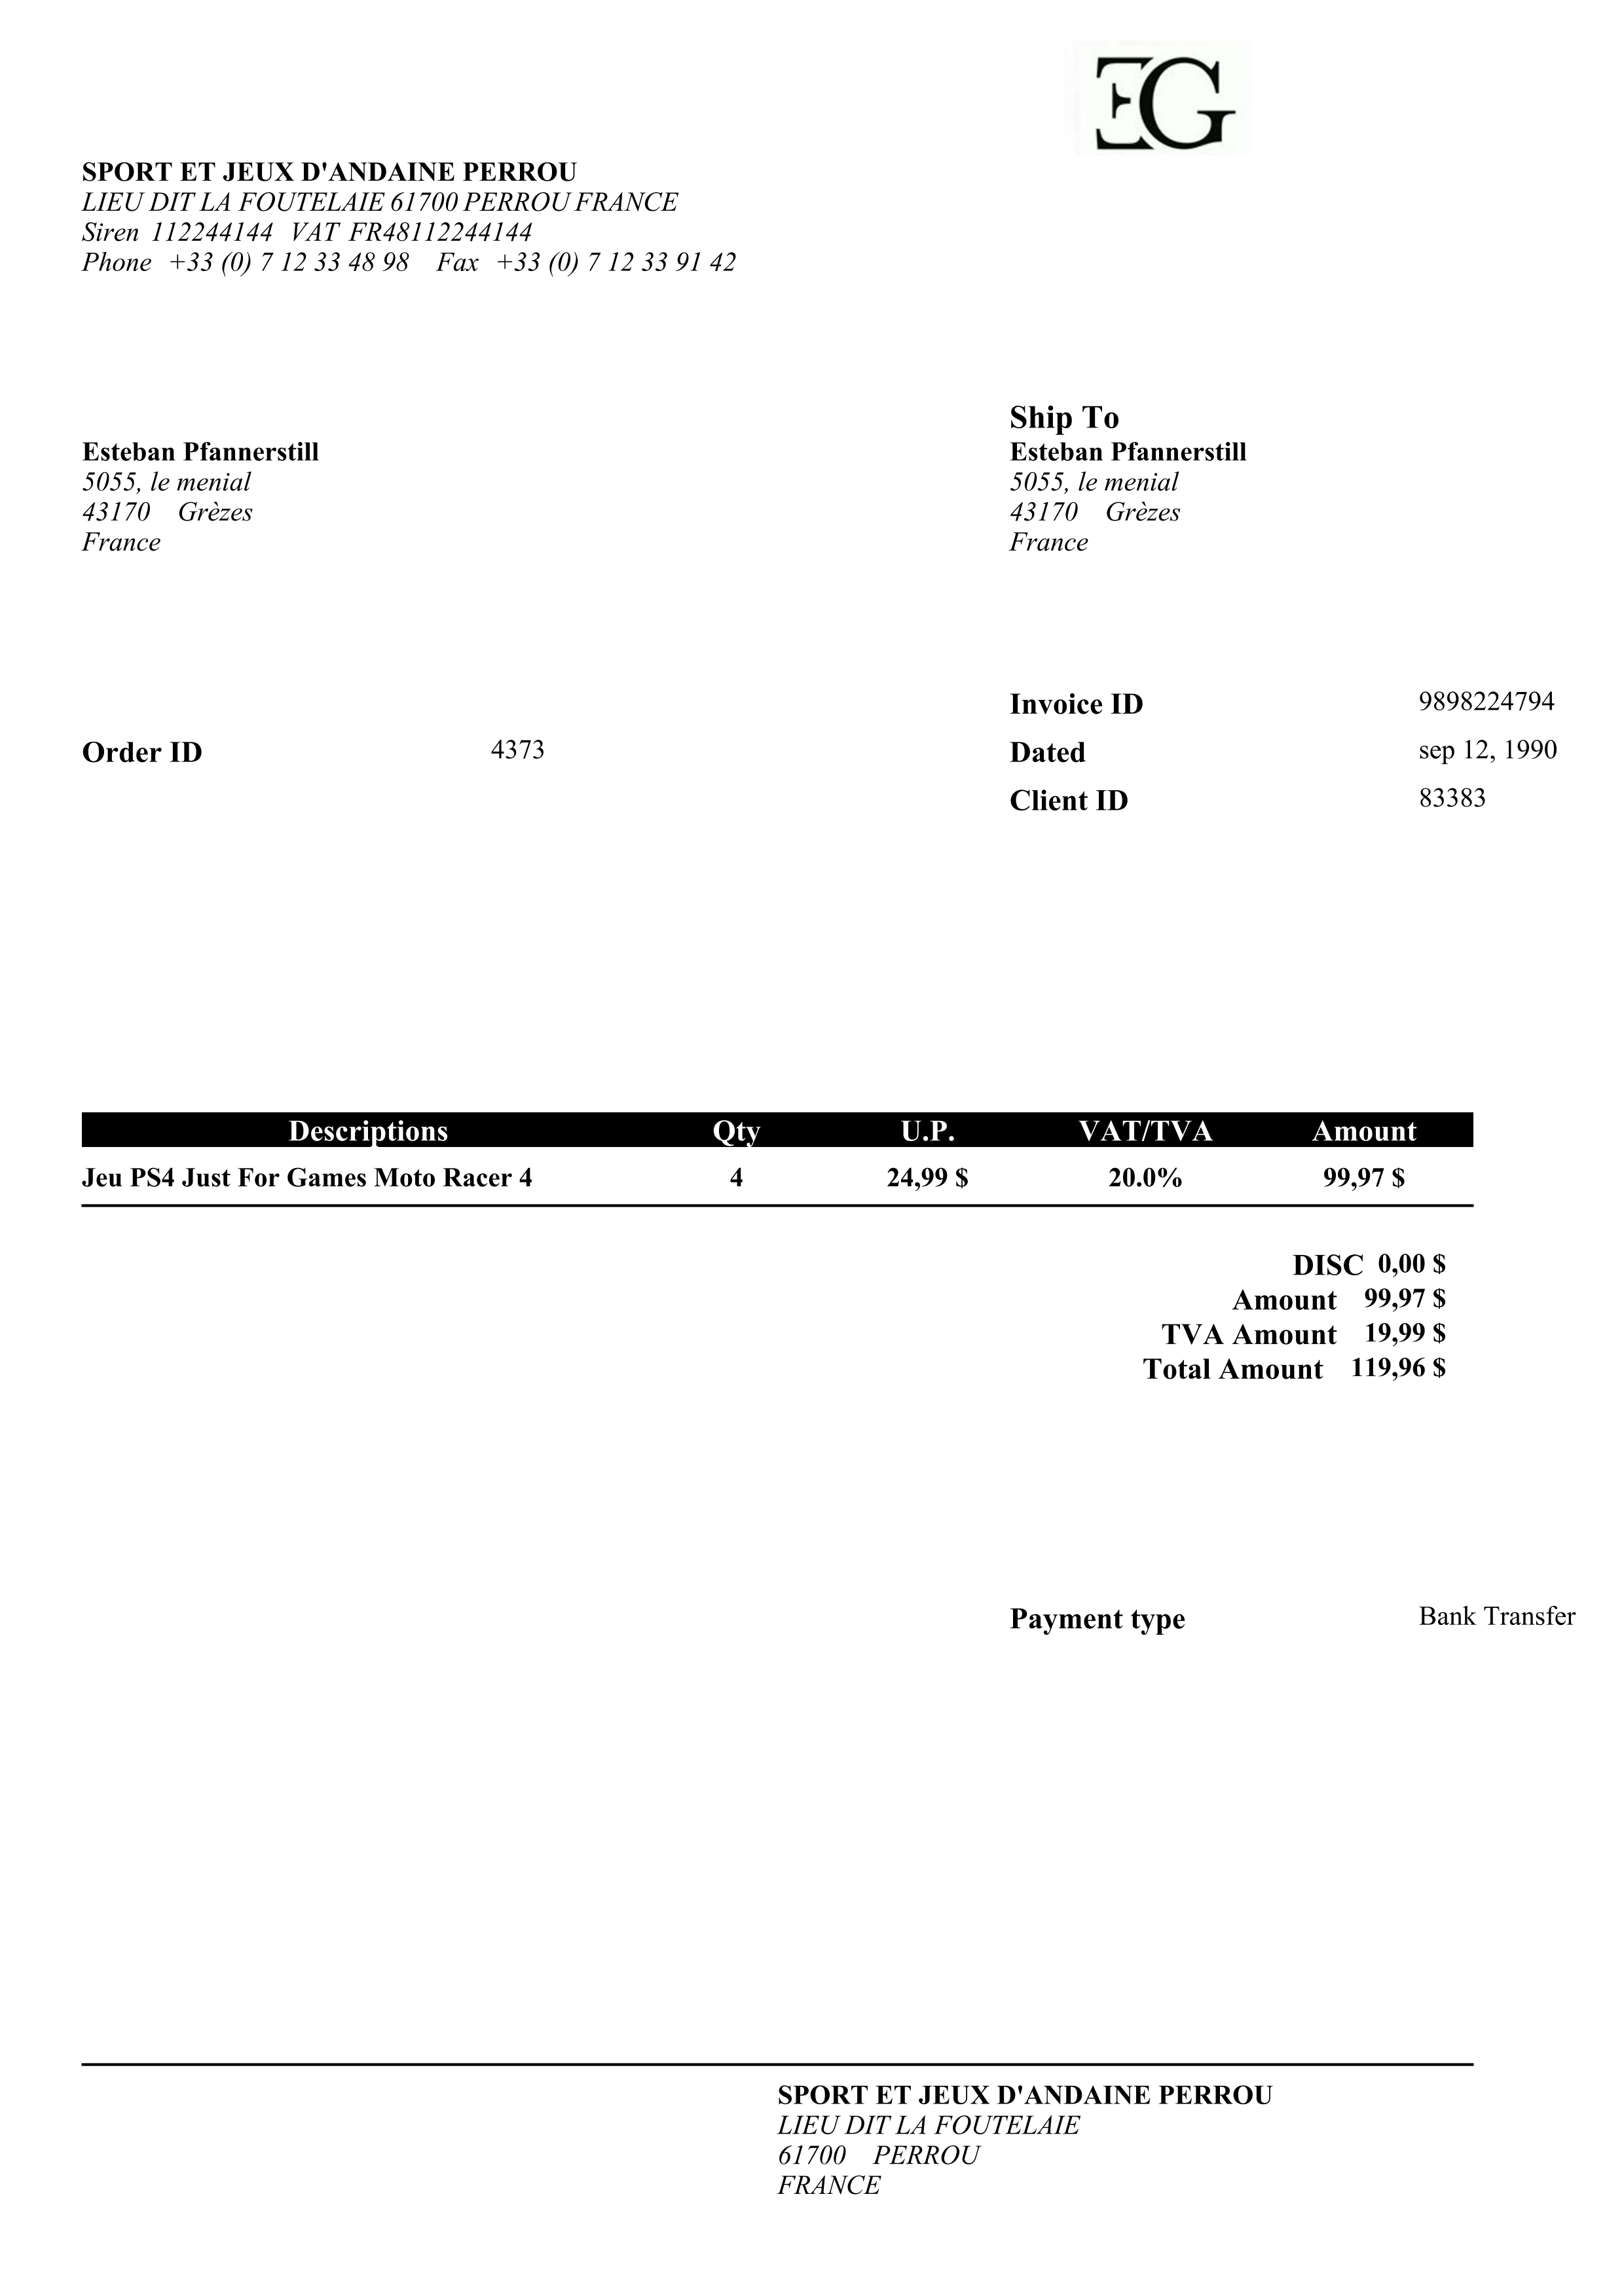 EG
SPORT ET JEUX D'ANDAINE PERROU
LIEU DIT LA FOUTELAIE 61700 PERROU FRANCE
Siren 112244144 VAT FR48112244144
Phone +33 (0) 7 12 33 48 98 Fax +33 (0) 7 12 33 91 42
Esteban Pfannerstill
5055, le menial
43170 Grèzes
France
Ship To
Esteban Pfannerstill
5055, le menial
43170 Grèzes
France
Invoice ID 9898224794
Order ID 4373
Dated sep 12, 1990
Client ID 83383
Descriptions Qty U.P. VAT/TVA Amount
Jeu PS4 Just For Games Moto Racer 4 4 24,99 $ 20.0% 99,97 $
DISC 0,00 $
Amount 99,97 $
TVA Amount 19,99 $
Total Amount 119,96 $
Payment type Bank Transfer
SPORT ET JEUX D'ANDAINE PERROU
LIEU DIT LA FOUTELAIE
61700 PERROU
FRANCE